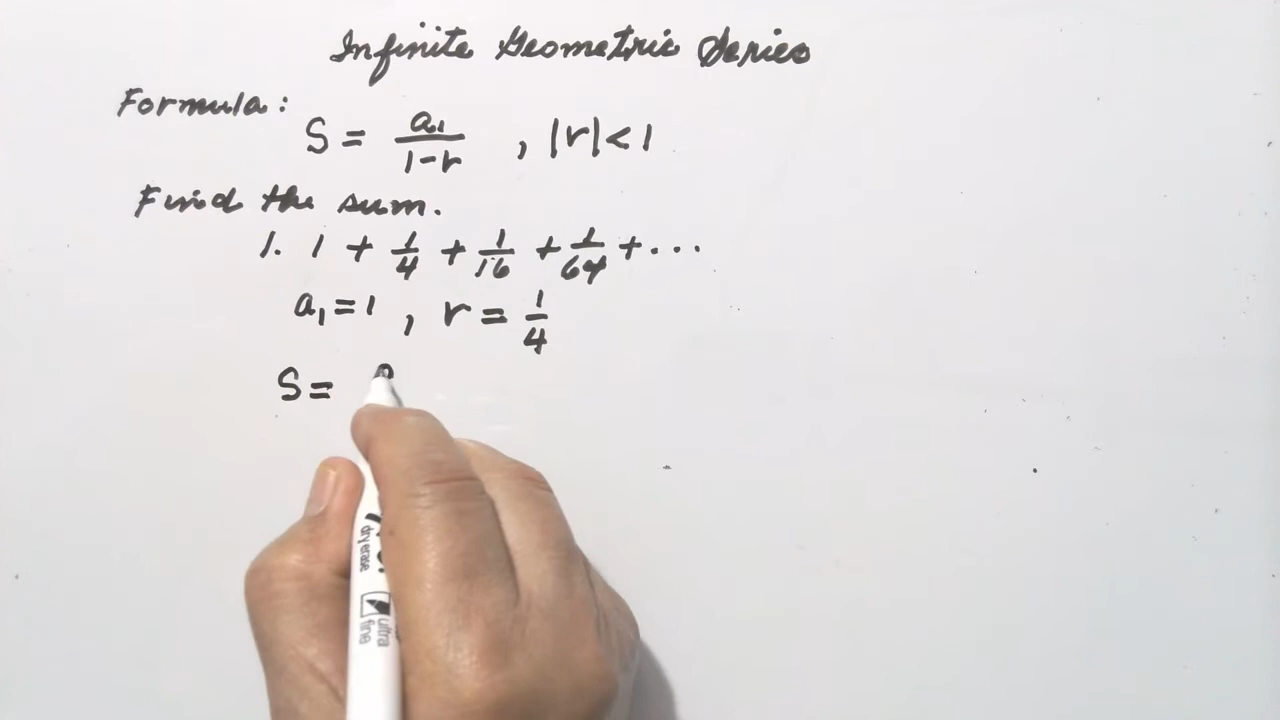 Infinite Geometric Series
Formula:
S = a₁/(1-r) , |r| < 1
Find the sum.
1. 1 + 1/4 + 1/16 + 1/64 + ...
a₁ = 1 , r = 1/4
S =
dry erase
ultra fine